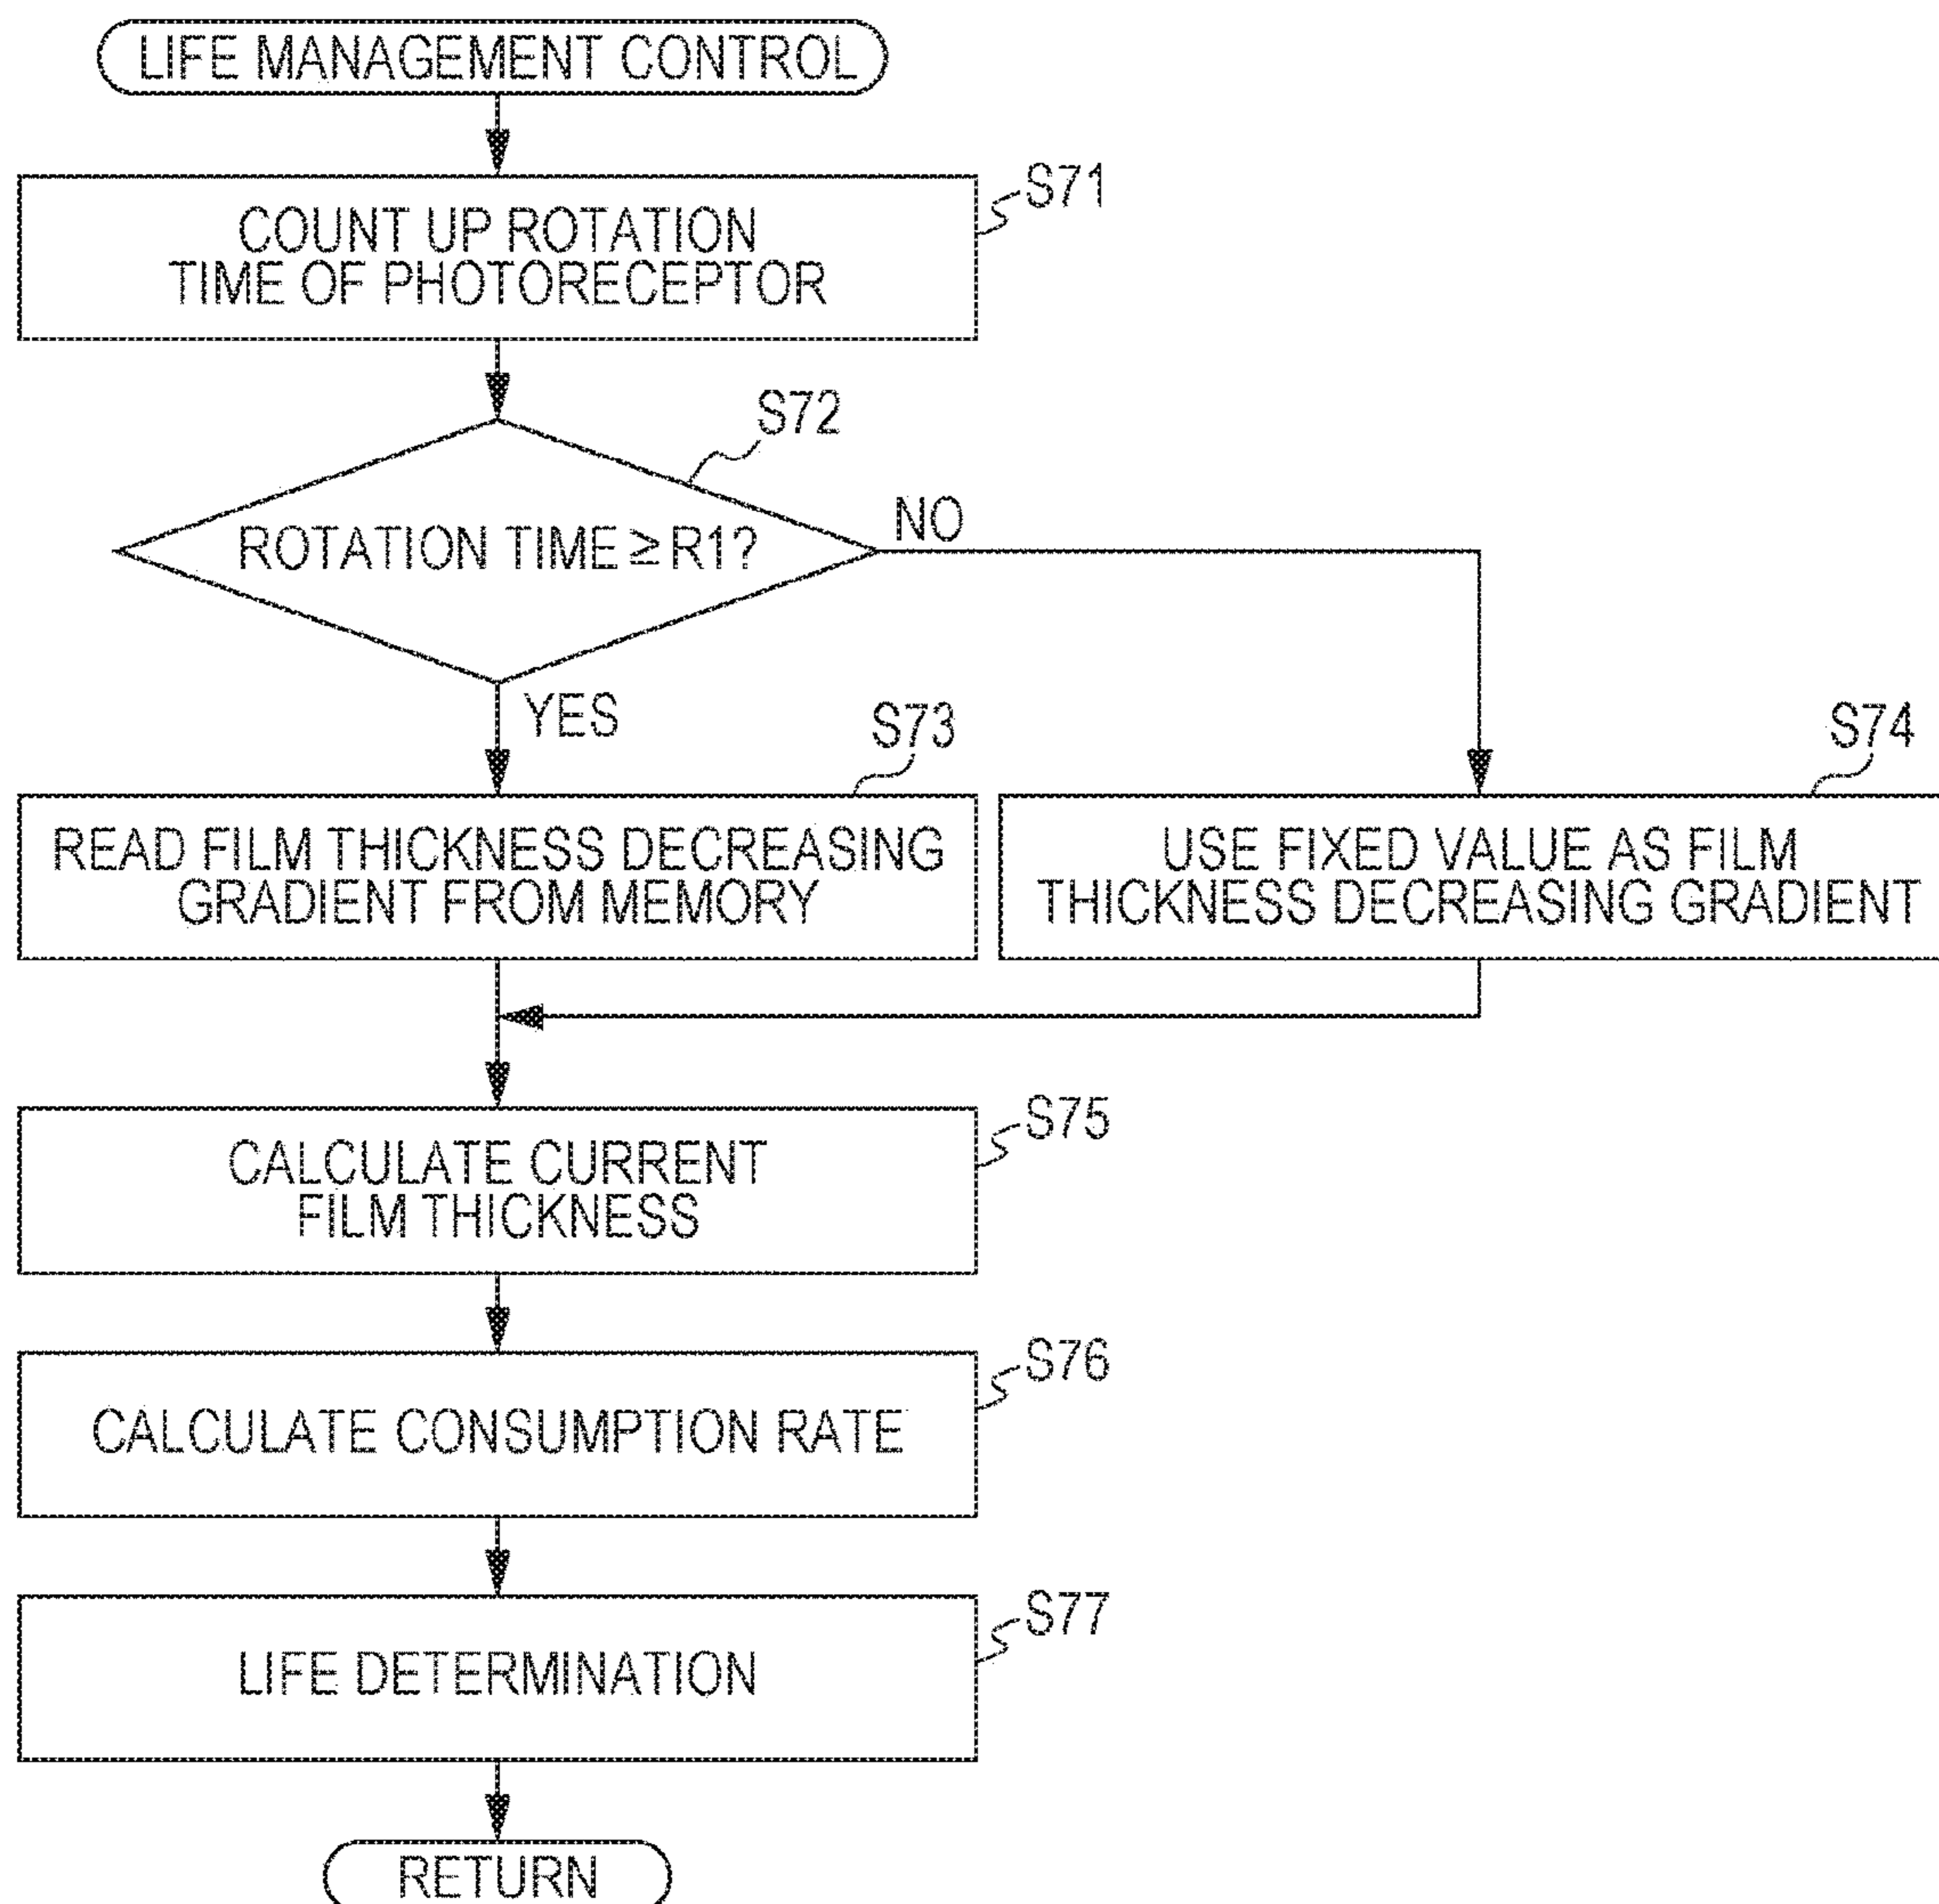 LIFE MANAGEMENT CONTROL
S71
COUNT UP ROTATION
TIME OF PHOTORECEPTOR
S72
ROTATION TIME ≥ R1?
NO
YES
S73
READ FILM THICKNESS DECREASING
GRADIENT FROM MEMORY
S74
USE FIXED VALUE AS FILM
THICKNESS DECREASING GRADIENT
S75
CALCULATE CURRENT
FILM THICKNESS
S76
CALCULATE CONSUMPTION RATE
S77
LIFE DETERMINATION
RETURN